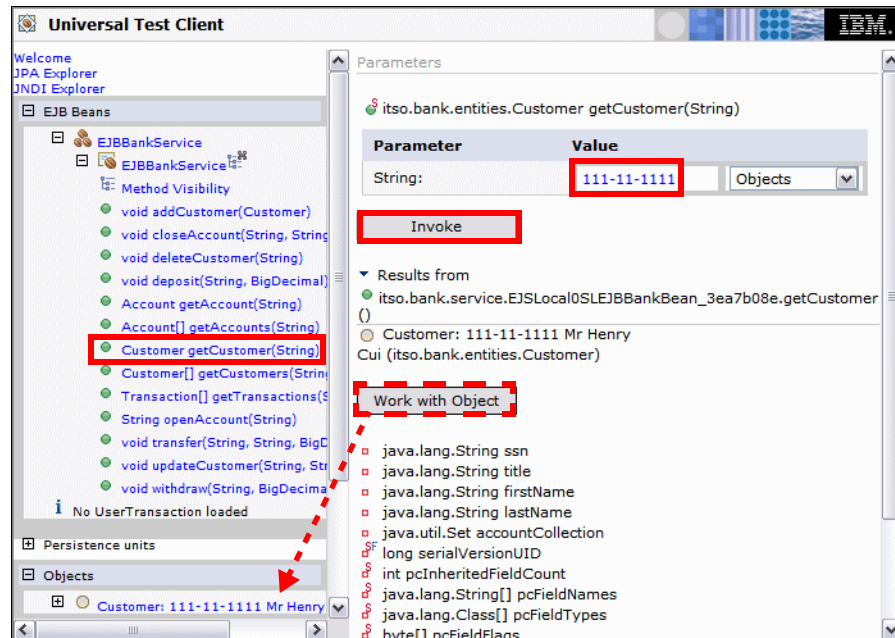 Universal Test Client
IBM.
Welcome
JPA Explorer
JNDI Explorer
EJB Beans
EJBBankService
EJBBankService
Method Visibility
void addCustomer(Customer)
void closeAccount(String, String
void deleteCustomer(String)
void deposit(String, BigDecimal)
Account getAccount(String)
Account[] getAccounts(String)
Customer getCustomer(String)
Customer[] getCustomers(String
Transaction[] getTransactions(S
String openAccount(String)
void transfer(String, String, BigD
void updateCustomer(String, Str
void withdraw(String, BigDecima
No UserTransaction loaded
Persistence units
Objects
Customer: 111-11-1111 Mr Henry
Parameters
itso.bank.entities.Customer getCustomer(String)
Parameter Value
String: 111-11-1111 Objects
Invoke
Results from
itso.bank.service.EJSLocal0SLEJBBankBean_3ea7b08e.getCustomer
()
Customer: 111-11-1111 Mr Henry
Cui (itso.bank.entities.Customer)
Work with Object
java.lang.String ssn
java.lang.String title
java.lang.String firstName
java.lang.String lastName
java.util.Set accountCollection
SF long serialVersionUID
S int pcInheritedFieldCount
S java.lang.String[] pcFieldNames
S java.lang.Class[] pcFieldTypes
S byte[] pcFieldFlags